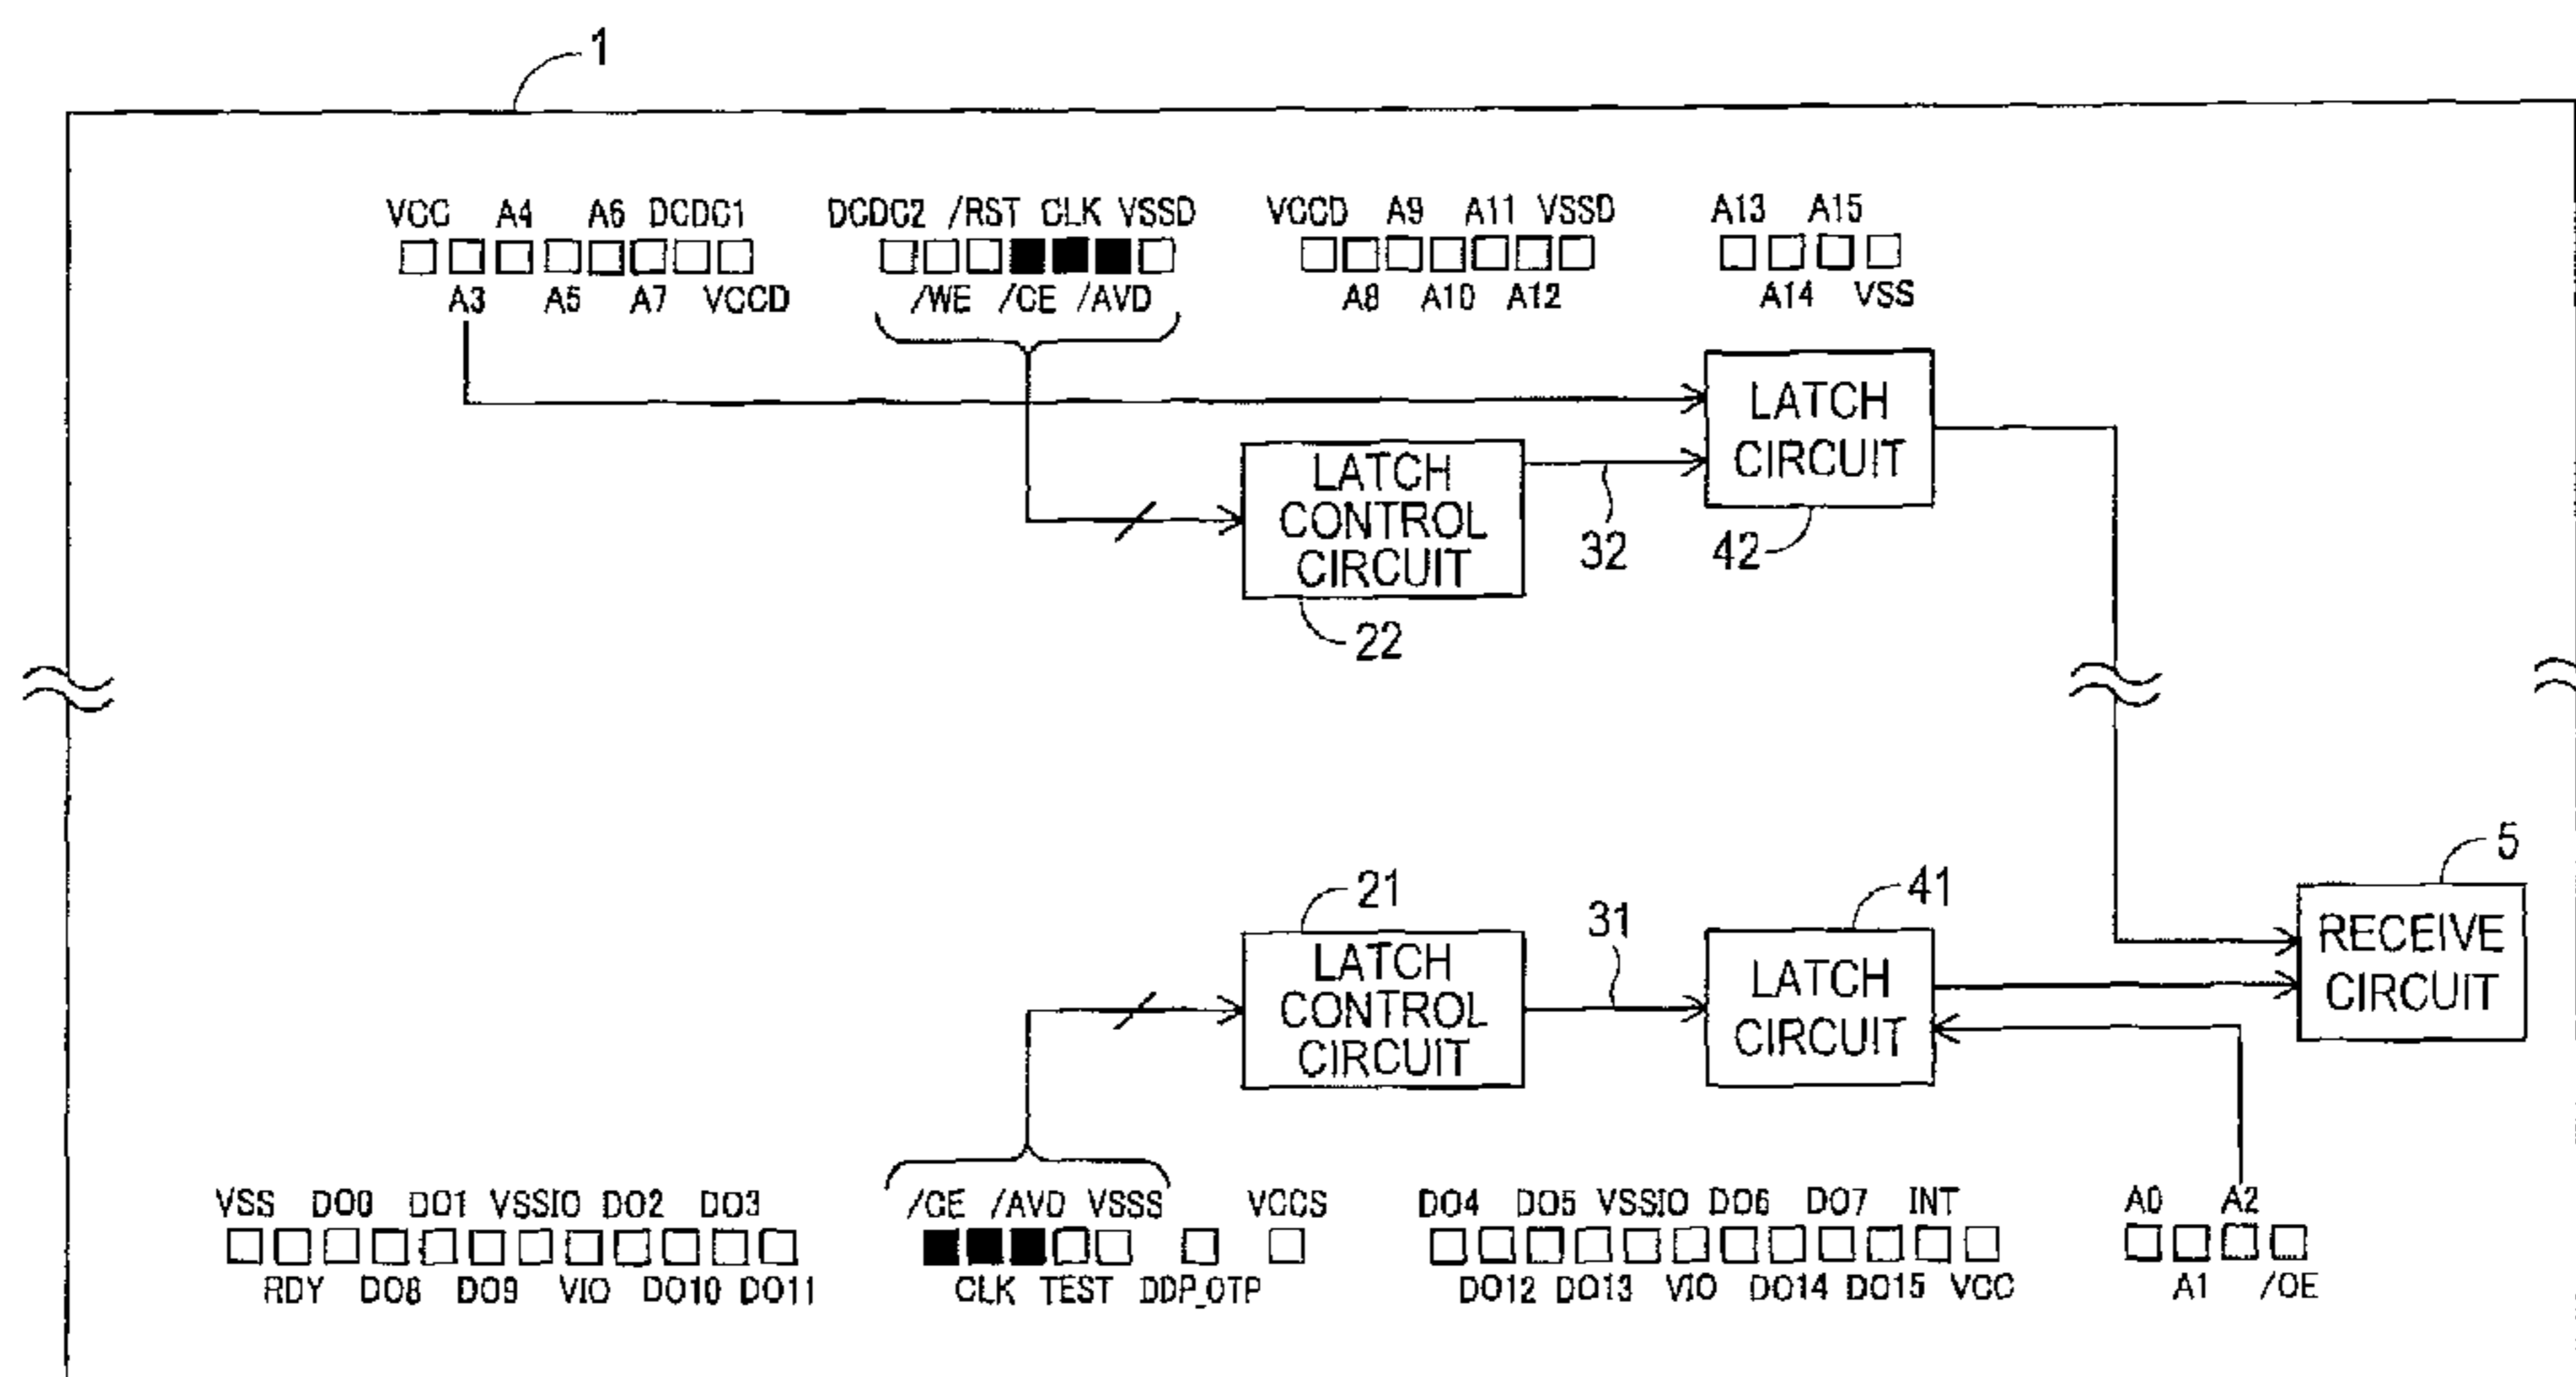 1
VCC A4 A6 DCDC1 DCDC2 /RST CLK VSSD VCCD A9 A11 VSSD A13 A15
A3 A5 A7 VCCD /WE /CE /AVD A8 A10 A12 A14 VSS
LATCH
CIRCUIT
LATCH
CONTROL
CIRCUIT
32
42
22
5
21
31
41
LATCH
CONTROL
CIRCUIT
LATCH
CIRCUIT
RECEIVE
CIRCUIT
VSS DO0 DO1 VSSIO DO2 DO3 /CE /AVD VSSS VCCS DO4 DO5 VSSIO DO6 DO7 INT A0 A2
RDY DO8 DO9 VIO DO10 DO11 CLK TEST DDP_OTP DO12 DO13 VIO DO14 DO15 VCC A1 /OE